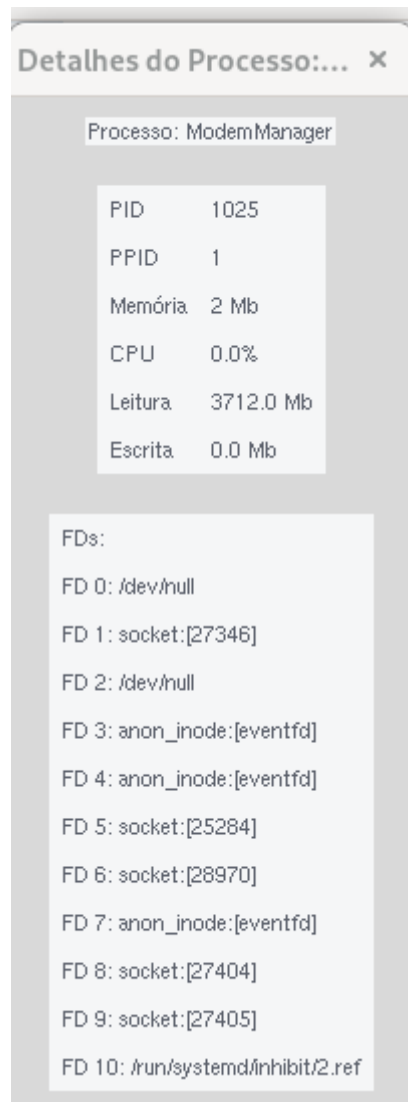 Detalhes do Processo:... ×
Processo: ModemManager
PID 1025
PPID 1
Memória 2 Mb
CPU 0.0%
Leitura 3712.0 Mb
Escrita 0.0 Mb
FDs:
FD 0: /dev/null
FD 1: socket:[27346]
FD 2: /dev/null
FD 3: anon_inode:[eventfd]
FD 4: anon_inode:[eventfd]
FD 5: socket:[25284]
FD 6: socket:[28970]
FD 7: anon_inode:[eventfd]
FD 8: socket:[27404]
FD 9: socket:[27405]
FD 10: /run/systemd/inhibit/2.ref